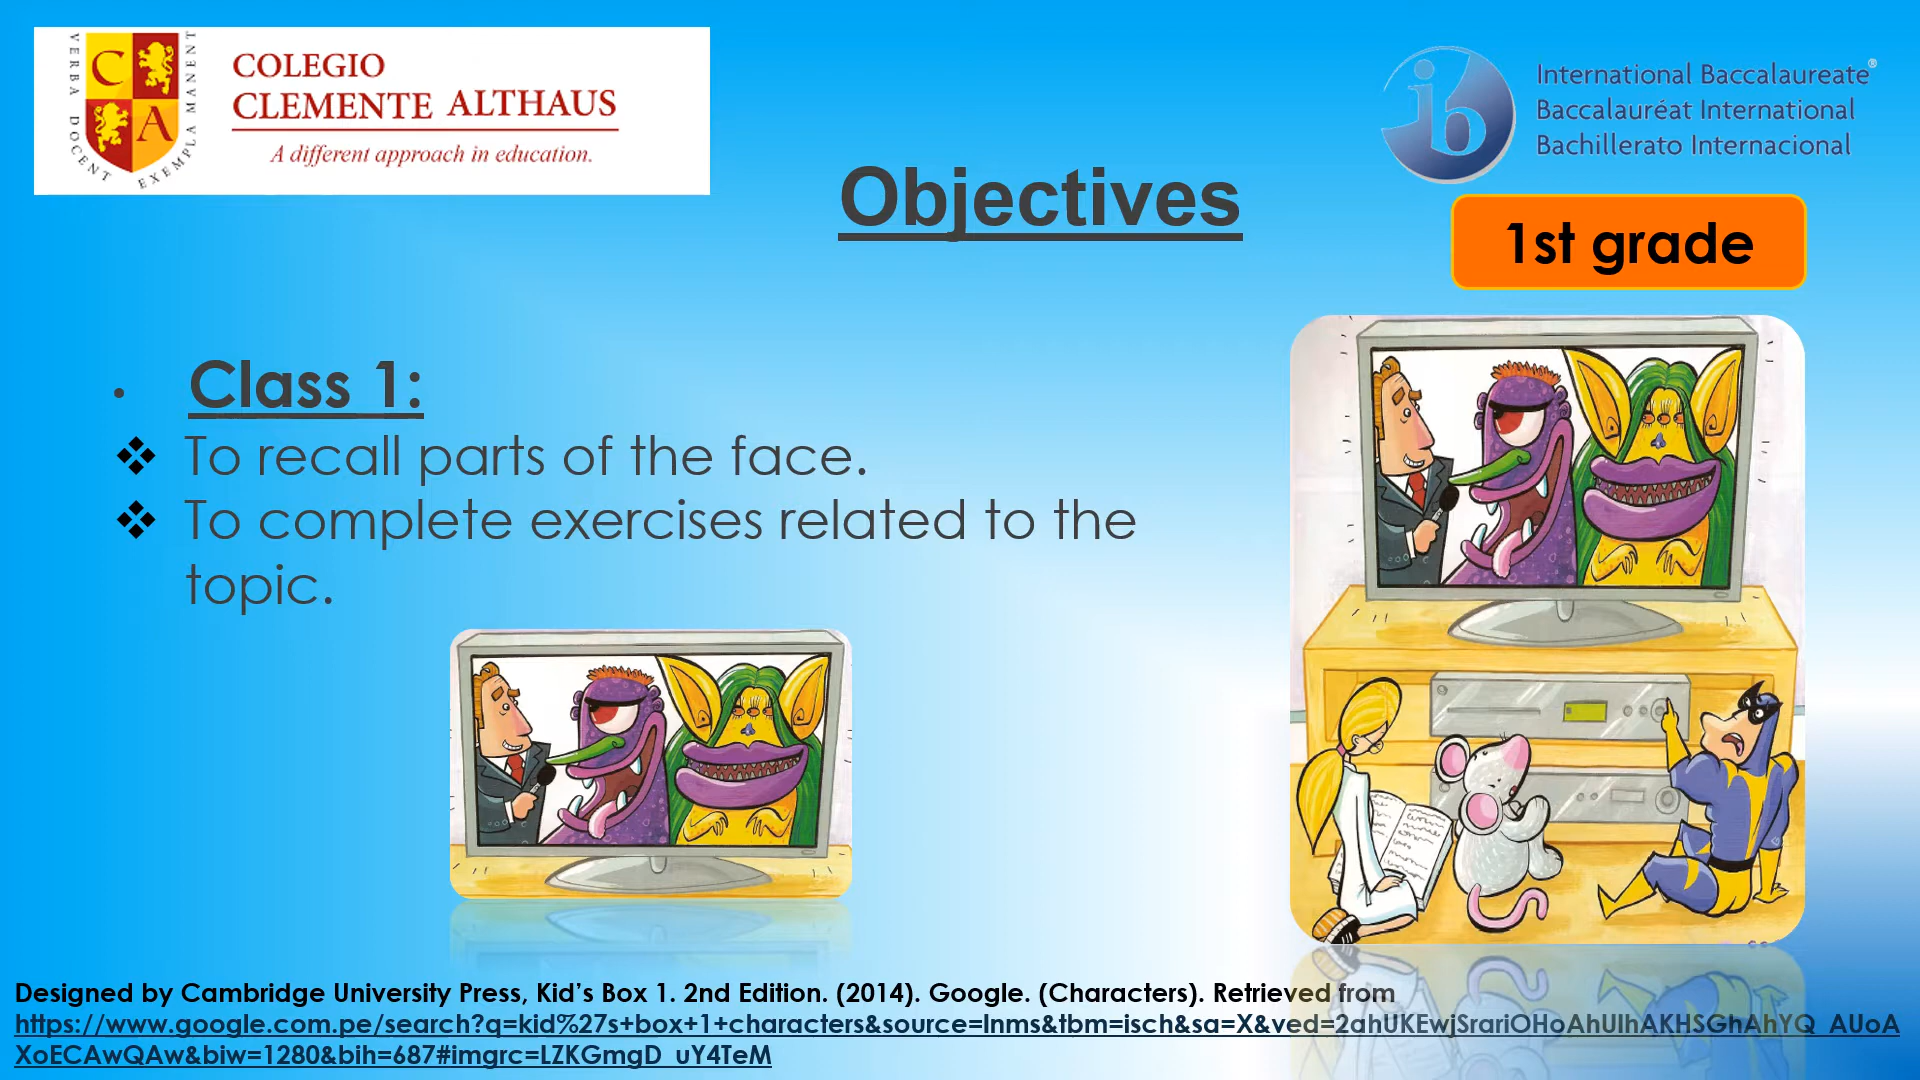 C
A
VERBA DOCENT
EXEMPLA MANENT
COLEGIO
CLEMENTE ALTHAUS
A different approach in education.
ib
International Baccalaureate®
Baccalauréat International
Bachillerato Internacional
Objectives
1st grade
• Class 1:
❖ To recall parts of the face.
❖ To complete exercises related to the
topic.
Designed by Cambridge University Press, Kid's Box 1. 2nd Edition. (2014). Google. (Characters). Retrieved from
https://www.google.com.pe/search?q=kid%27s+box+1+characters&source=lnms&tbm=isch&sa=X&ved=2ahUKEwjSrariOHoAhUIhAKHSGhAhYQ_AUoA
XoECAwQAw&biw=1280&bih=687#imgrc=LZKGmgD_uY4TeM